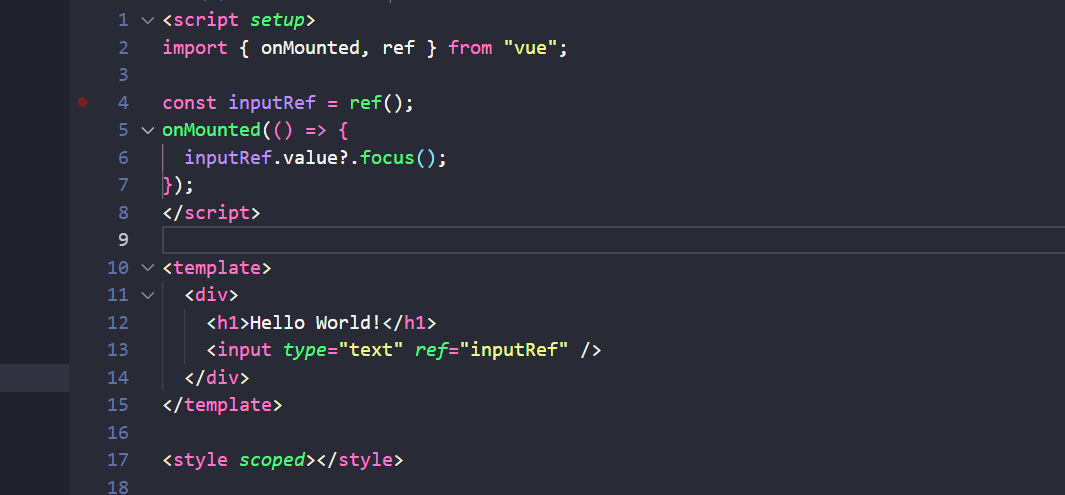 1 <script setup>
2 import { onMounted, ref } from "vue";
3
4 const inputRef = ref();
5 onMounted(() => {
6   inputRef.value?.focus();
7 });
8 </script>
9
10 <template>
11   <div>
12     <h1>Hello World!</h1>
13     <input type="text" ref="inputRef" />
14   </div>
15 </template>
16
17 <style scoped></style>
18